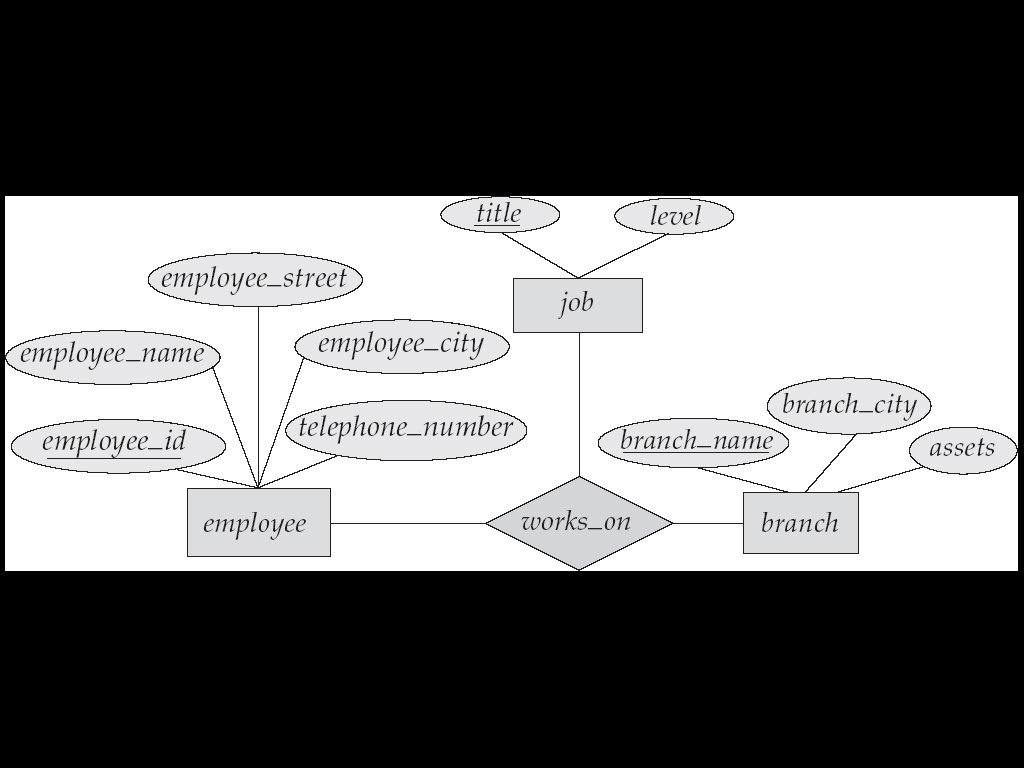 title
level
employee_street
job
employee_name
employee_city
branch_city
employee_id
telephone_number
branch_name
assets
employee
works_on
branch